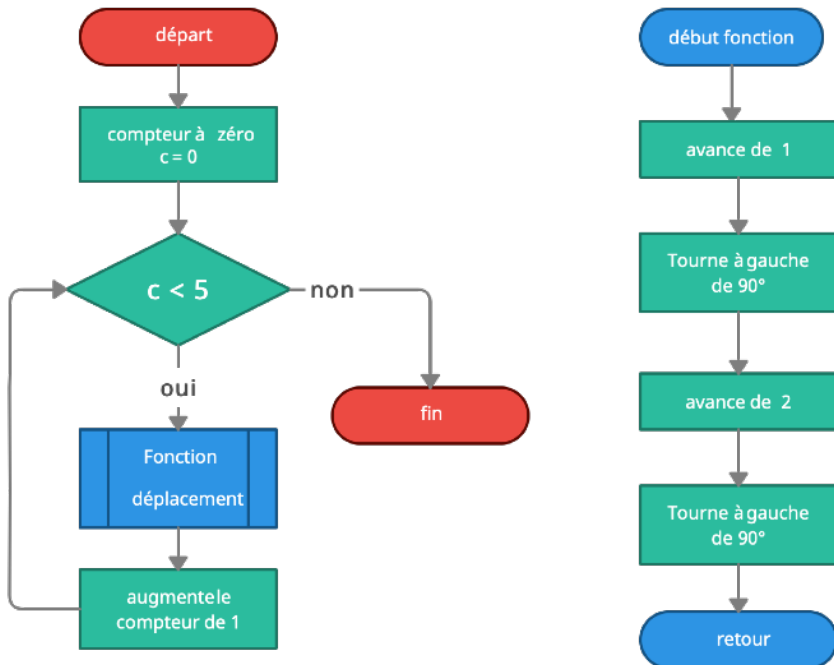 départ
compteur à zéro
c = 0
c < 5
non
oui
fin
Fonction
déplacement
augmentele
compteur de 1
début fonction
avance de 1
Tourne à gauche
de 90°
avance de 2
Tourne à gauche
de 90°
retour